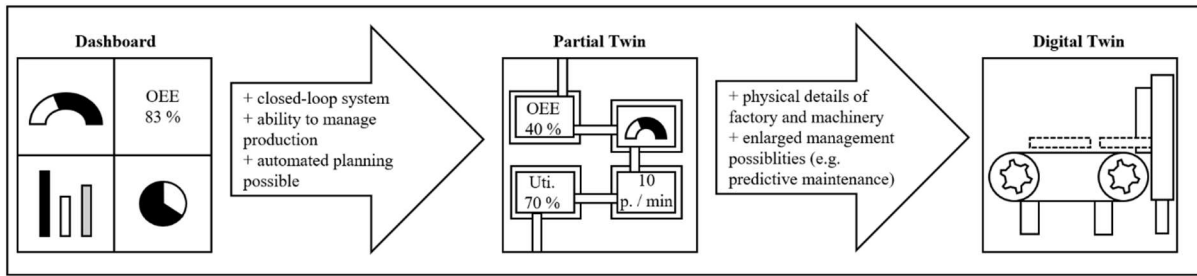 Dashboard
OEE
83 %
+ closed-loop system
+ ability to manage
production
+ automated planning
possible
Partial Twin
OEE
40 %
Uti.
70 %
10
p. / min
+ physical details of
factory and machinery
+ enlarged management
possiblities (e.g.
predictive maintenance)
Digital Twin